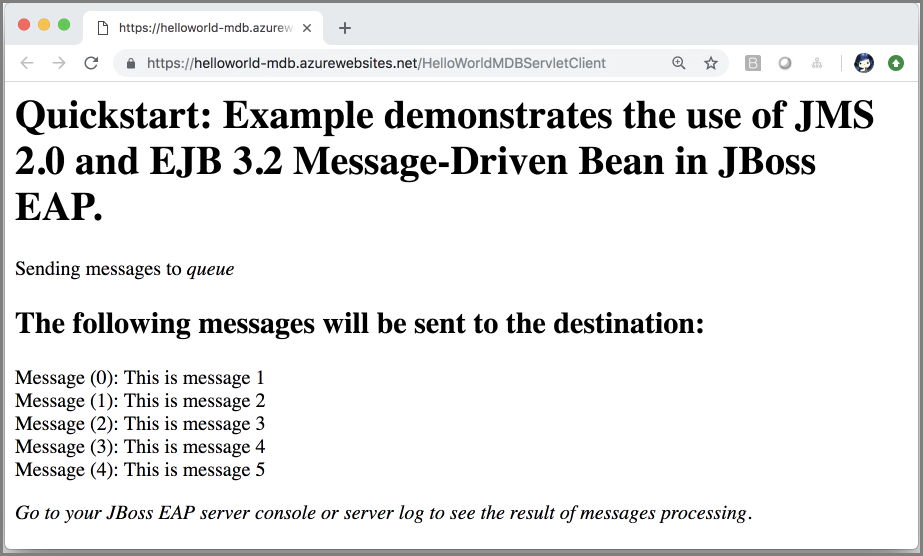 https://helloworld-mdb.azurew
https://helloworld-mdb.azurewebsites.net/HelloWorldMDBServletClient
Quickstart: Example demonstrates the use of JMS
2.0 and EJB 3.2 Message-Driven Bean in JBoss
EAP.
Sending messages to queue
The following messages will be sent to the destination:
Message (0): This is message 1
Message (1): This is message 2
Message (2): This is message 3
Message (3): This is message 4
Message (4): This is message 5
Go to your JBoss EAP server console or server log to see the result of messages processing.